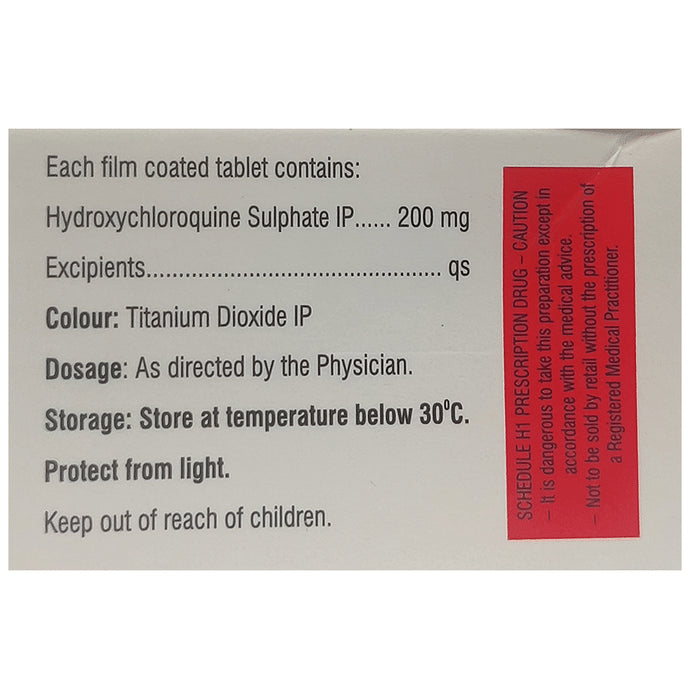 Each film coated tablet contains:
Hydroxychloroquine Sulphate IP...... 200 mg
Excipients............................................ qs
Colour: Titanium Dioxide IP
Dosage: As directed by the Physician.
Storage: Store at temperature below 30⁰C.
Protect from light.
Keep out of reach of children.
SCHEDULE H1 PRESCRIPTION DRUG – CAUTION
– It is dangerous to take this preparation except in
accordance with the medical advice.
– Not to be sold by retail without the prescription of
a Registered Medical Practitioner.